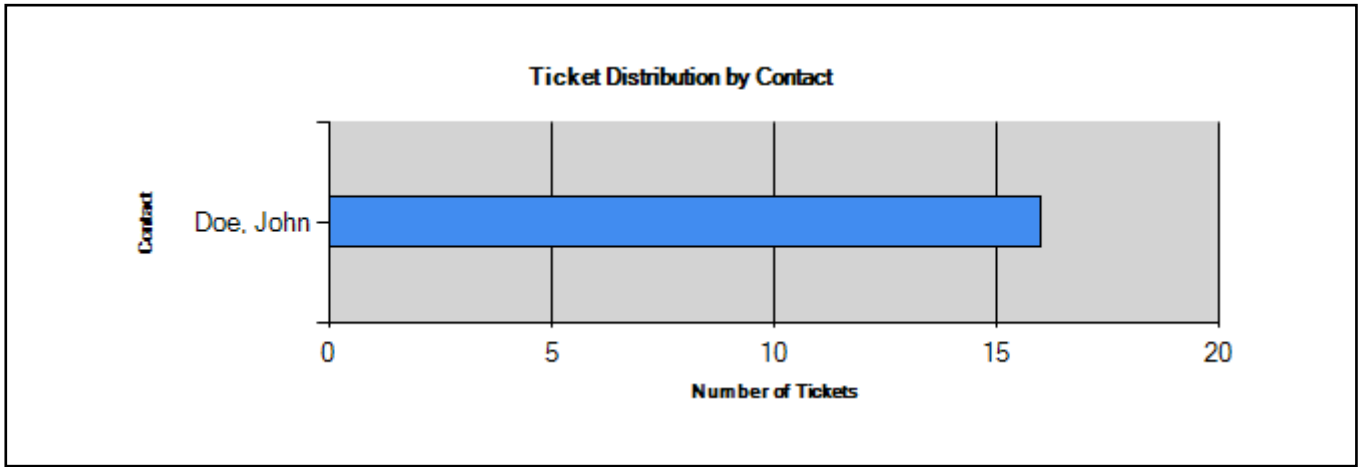 Ticket Distribution by Contact
Contact
Doe, John
0 5 10 15 20
Number of Tickets